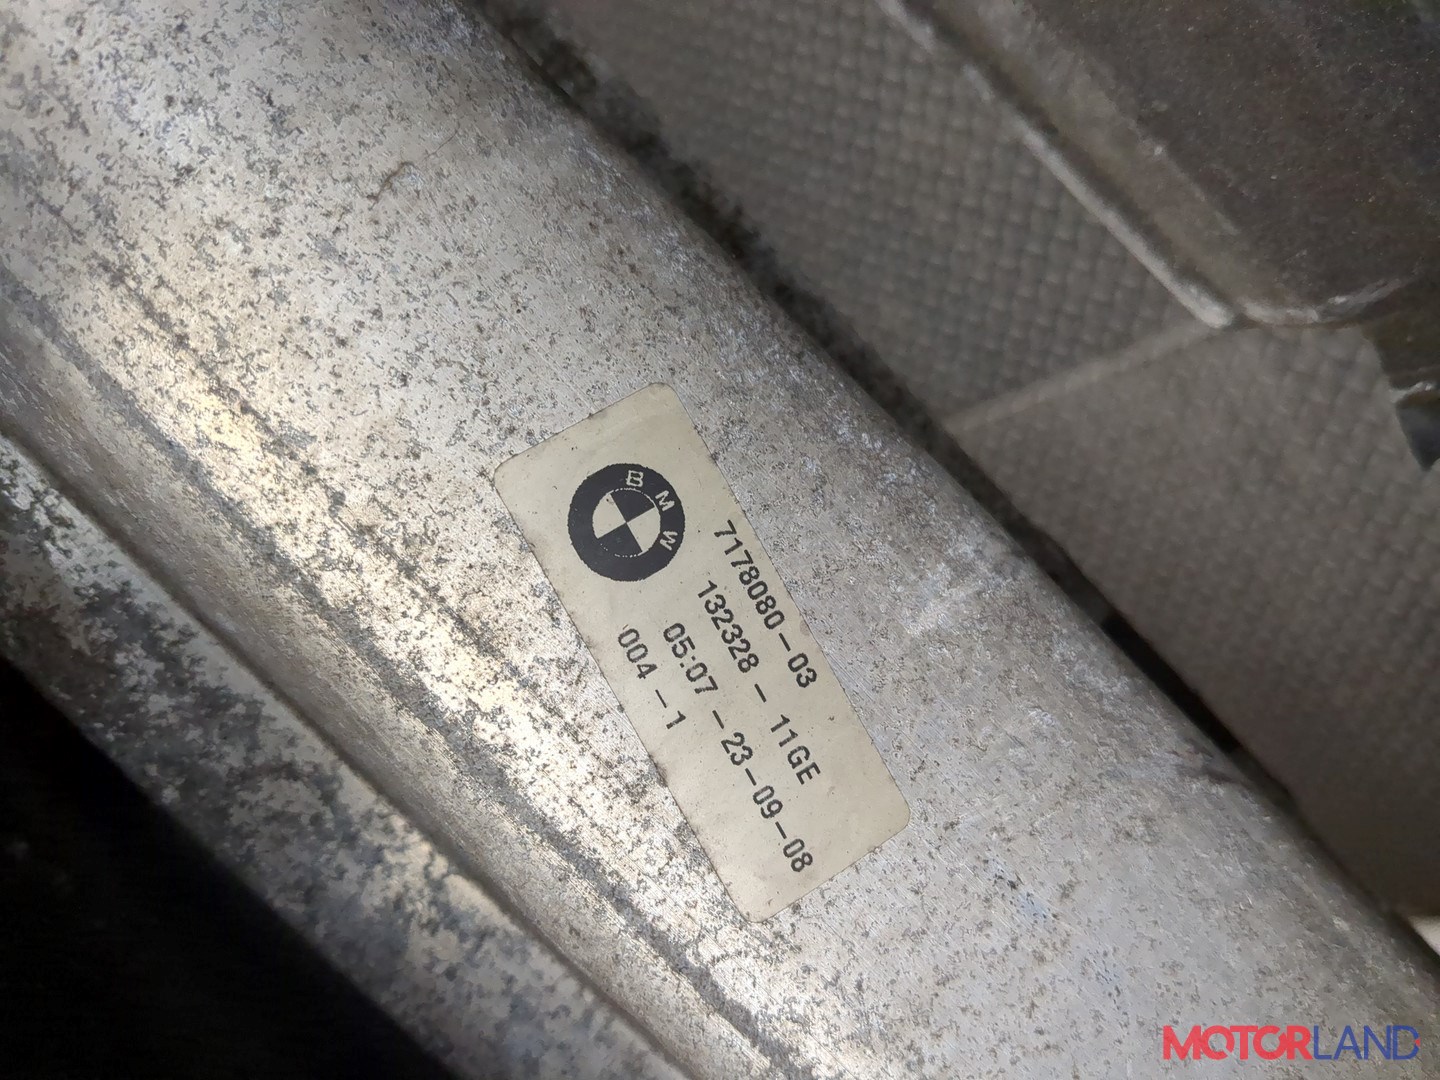 BMW
7178080-03
132328 - 11GE
05:07 - 23-09-08
004 - 1
MOTORLAND